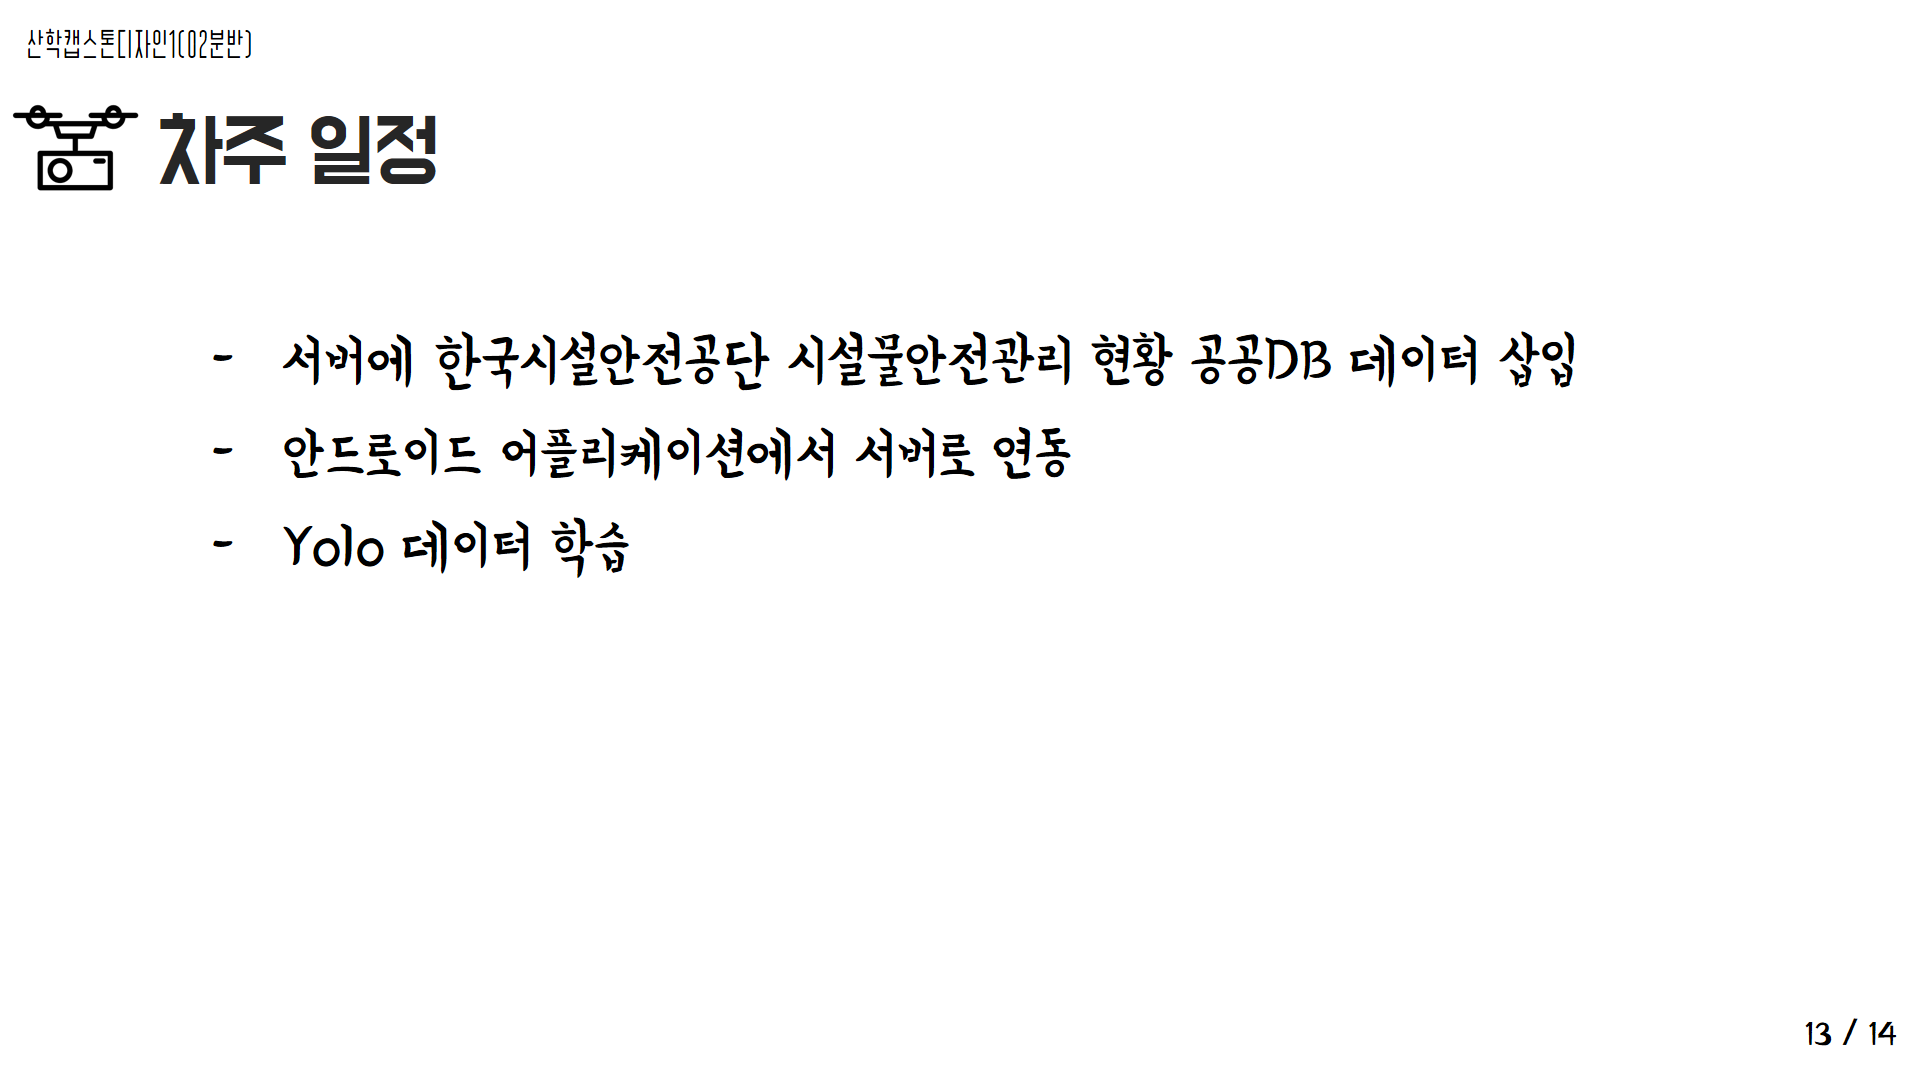 산학캡스톤디자인1(02분반)
차주 일정
- 서버에 한국시설안전공단 시설물안전관리 현황 공공DB 데이터 삽입
- 안드로이드 어플리케이션에서 서버로 연동
- Yolo 데이터 학습
13 / 14